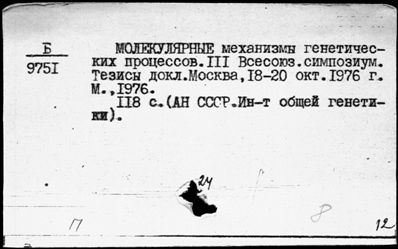 Б
9751
МОЛЕКУЛЯРНЫЕ механизмы генетичес-
ких процессов.III Всесоюз.симпозиум.
Тезисы докл.Москва,18-20 окт.1976 г.
М.,1976.
118 с.(АН СССР.Ин-т общей генети-
ки).
24
П
8
12